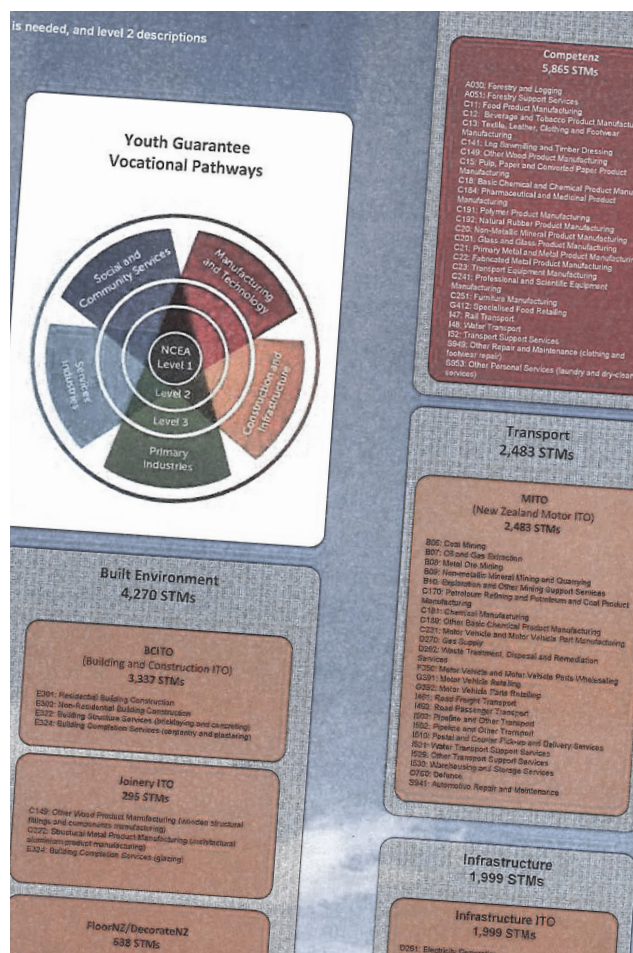 is needed, and level 2 descriptions
Youth Guarantee
Vocational Pathways
Social and
Community Services
Manufacturing
and Technology
Services
Industries
Construction and
Infrastructure
NCEA
Level 1
Level 2
Level 3
Primary
Industries
Built Environment
4,270 STMs
BCITO
(Building and Construction ITO)
3,337 STMs
E301: Residential Building Construction
E302: Non-Residential Building Construction
E322: Building Structure Services (bricklaying and concreting)
E324: Building Completion Services (carpentry and plastering)
Joinery ITO
295 STMs
C149: Other Wood Product Manufacturing (wooden structural
fittings and components manufacturing)
C222: Structural Metal Product Manufacturing (architectural
aluminium product manufacturing)
E324: Building Completion Services (glazing)
FloorNZ/DecorateNZ
638 STMs
Competenz
5,865 STMs
A030: Forestry and Logging
A051: Forestry Support Services
C11: Food Product Manufacturing
C12: Beverage and Tobacco Product Manufactu
C13: Textile, Leather, Clothing and Footwear
Manufacturing
C141: Log Sawmilling and Timber Dressing
C149: Other Wood Product Manufacturing
C15: Pulp, Paper and Converted Paper Product
Manufacturing
C18: Basic Chemical and Chemical Product Manu
C184: Pharmaceutical and Medicinal Product
Manufacturing
C191: Polymer Product Manufacturing
C192: Natural Rubber Product Manufacturing
C20: Non-Metallic Mineral Product Manufacturing
C201: Glass and Glass Product Manufacturing
C21: Primary Metal and Metal Product Manufacturin
C22: Fabricated Metal Product Manufacturing
C23: Transport Equipment Manufacturing
C241: Professional and Scientific Equipment
Manufacturing
C251: Furniture Manufacturing
G412: Specialised Food Retailing
I47: Rail Transport
I48: Water Transport
I52: Transport Support Services
S949: Other Repair and Maintenance (clothing and
footwear repair)
S953: Other Personal Services (laundry and dry-clean
services)
Transport
2,483 STMs
MITO
(New Zealand Motor ITO)
2,483 STMs
B06: Coal Mining
B07: Oil and Gas Extraction
B08: Metal Ore Mining
B09: Non-metallic Mineral Mining and Quarrying
B10: Exploration and Other Mining Support Services
C170: Petroleum Refining and Petroleum and Coal Product
Manufacturing
C181: Chemical Manufacturing
C189: Other Basic Chemical Product Manufacturing
C231: Motor Vehicle and Motor Vehicle Part Manufacturing
D270: Gas Supply
D292: Waste Treatment, Disposal and Remediation
Services
F350: Motor Vehicle and Motor Vehicle Parts Wholesaling
G391: Motor Vehicle Retailing
G392: Motor Vehicle Parts Retailing
I461: Road Freight Transport
I462: Road Passenger Transport
I502: Pipeline and Other Transport
I502: Pipeline and Other Transport
I510: Postal and Courier Pick-up and Delivery Services
I521: Water Transport Support Services
I529: Other Transport Support Services
I530: Warehousing and Storage Services
O760: Defence
S941: Automotive Repair and Maintenance
Infrastructure
1,999 STMs
Infrastructure ITO
1,999 STMs
D261: Electricity